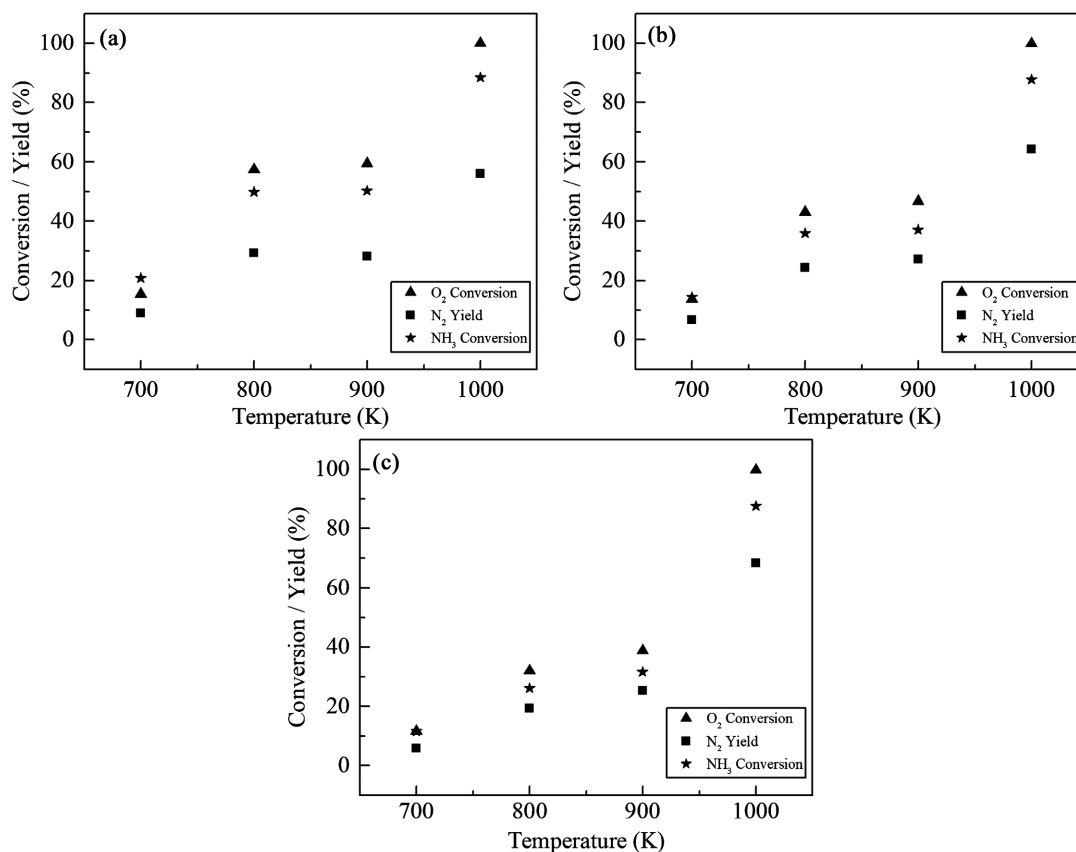 (a)
Conversion / Yield (%)
100
80
60
40
20
0
O₂ Conversion
N₂ Yield
NH₃ Conversion
700 800 900 1000
Temperature (K)
(b)
Conversion / Yield (%)
100
80
60
40
20
0
O₂ Conversion
N₂ Yield
NH₃ Conversion
700 800 900 1000
Temperature (K)
(c)
Conversion / Yield (%)
100
80
60
40
20
0
O₂ Conversion
N₂ Yield
NH₃ Conversion
700 800 900 1000
Temperature (K)